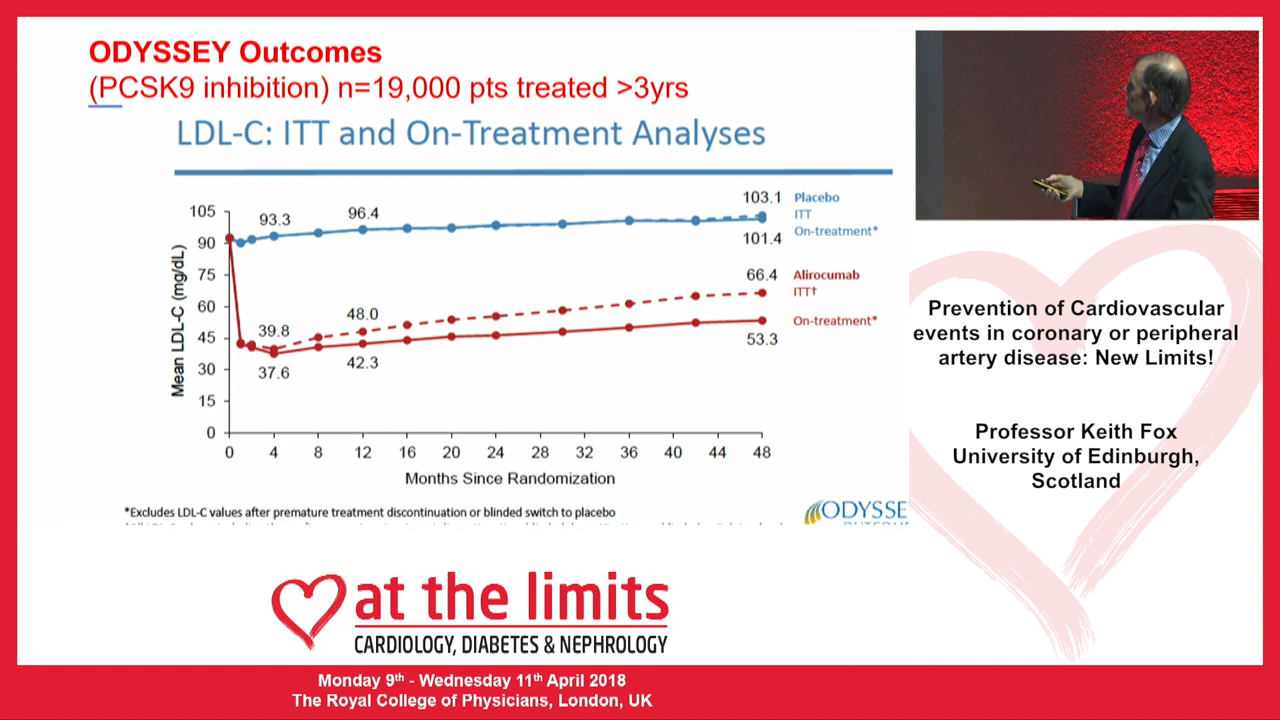 ODYSSEY Outcomes
(PCSK9 inhibition) n=19,000 pts treated >3yrs
LDL-C: ITT and On-Treatment Analyses
Mean LDL-C (mg/dL)
105
90
75
60
45
30
15
0
93.3
96.4
103.1
101.4
Placebo
ITT
On-treatment*
39.8
37.6
48.0
42.3
66.4
53.3
Alirocumab
ITT†
On-treatment*
0 4 8 12 16 20 24 28 32 36 40 44 48
Months Since Randomization
*Excludes LDL-C values after premature treatment discontinuation or blinded switch to placebo
ODYSSE
Prevention of Cardiovascular
events in coronary or peripheral
artery disease: New Limits!
Professor Keith Fox
University of Edinburgh,
Scotland
at the limits
CARDIOLOGY, DIABETES & NEPHROLOGY
Monday 9th - Wednesday 11th April 2018
The Royal College of Physicians, London, UK